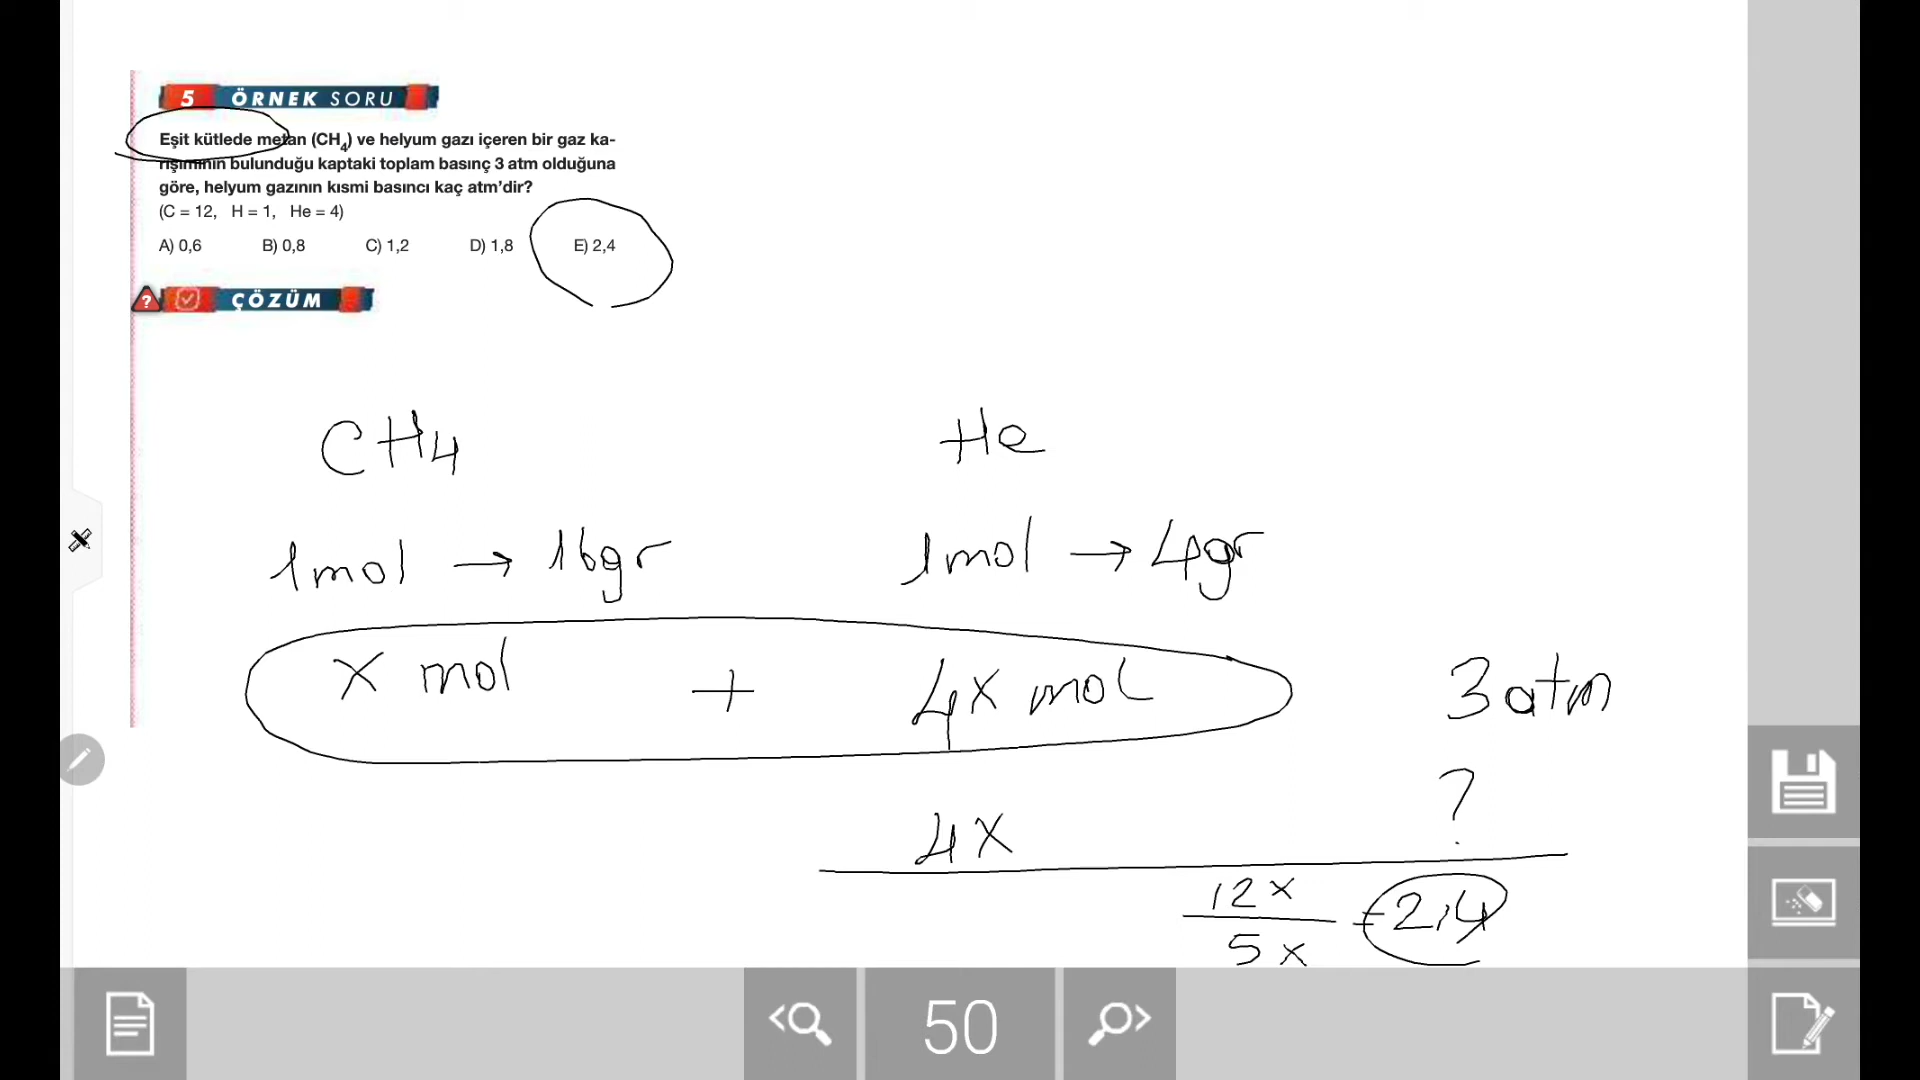 5 ÖRNEK SORU
Eşit kütlede metan (CH4) ve helyum gazı içeren bir gaz ka-
rışımının bulunduğu kaptaki toplam basınç 3 atm olduğuna
göre, helyum gazının kısmi basıncı kaç atm'dir?
(C = 12, H = 1, He = 4)
A) 0,6 B) 0,8 C) 1,2 D) 1,8 E) 2,4
? ÇÖZÜM
CH4 He
1mol → 16gr 1mol → 4gr
x mol + 4x mol 3 atm
4x ?
12x
5x
= 2,4
50